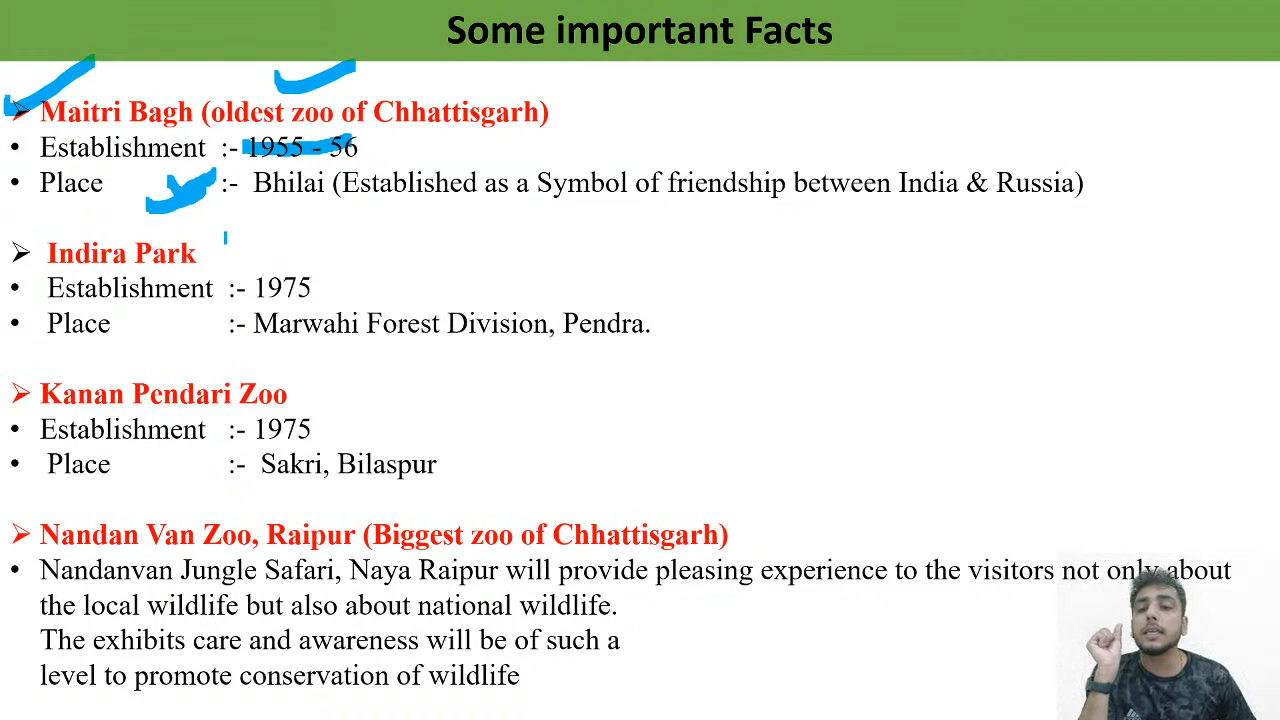 Some important Facts
➢ Maitri Bagh (oldest zoo of Chhattisgarh)
• Establishment :- 1955 - 56
• Place :- Bhilai (Established as a Symbol of friendship between India & Russia)
➢ Indira Park
• Establishment :- 1975
• Place :- Marwahi Forest Division, Pendra.
➢ Kanan Pendari Zoo
• Establishment :- 1975
• Place :- Sakri, Bilaspur
➢ Nandan Van Zoo, Raipur (Biggest zoo of Chhattisgarh)
• Nandanvan Jungle Safari, Naya Raipur will provide pleasing experience to the visitors not only about
the local wildlife but also about national wildlife.
The exhibits care and awareness will be of such a
level to promote conservation of wildlife